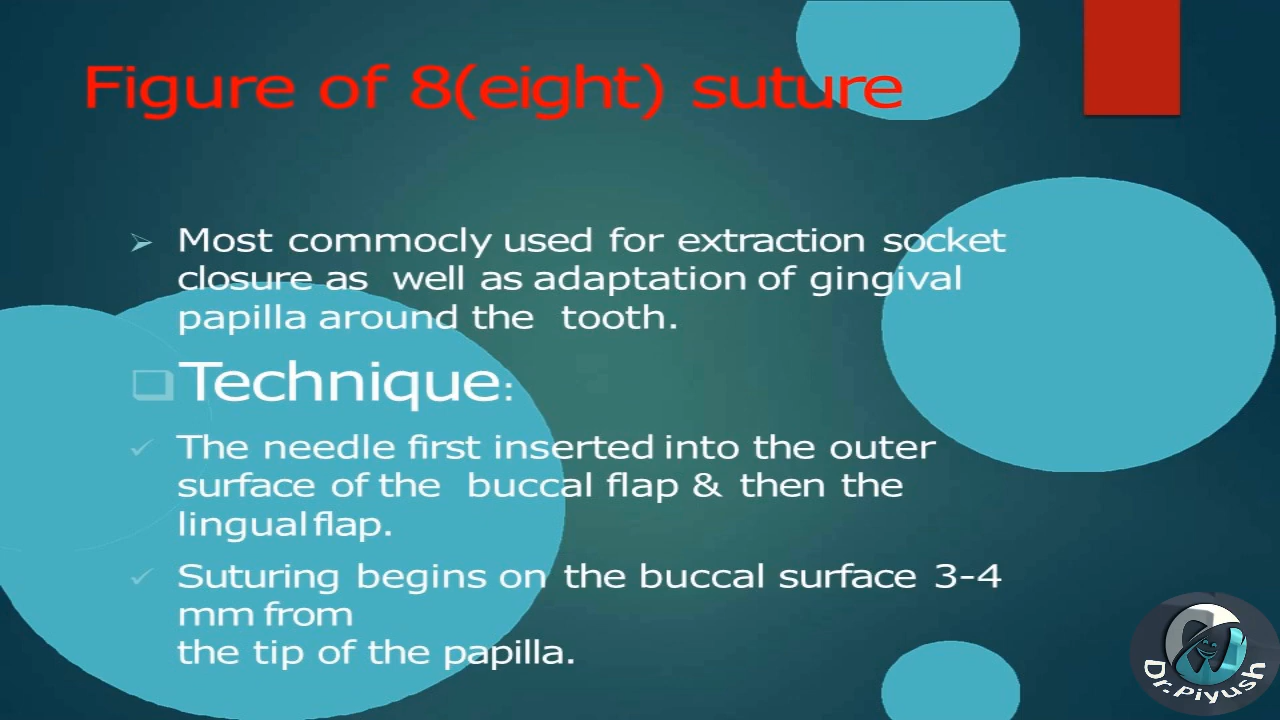 Figure of 8(eight) suture
Most commocly used for extraction socket
closure as well as adaptation of gingival
papilla around the tooth.
Technique:
The needle first inserted into the outer
surface of the buccal flap & then the
lingual flap.
Suturing begins on the buccal surface 3-4
mm from
the tip of the papilla.
Dr.Piyush